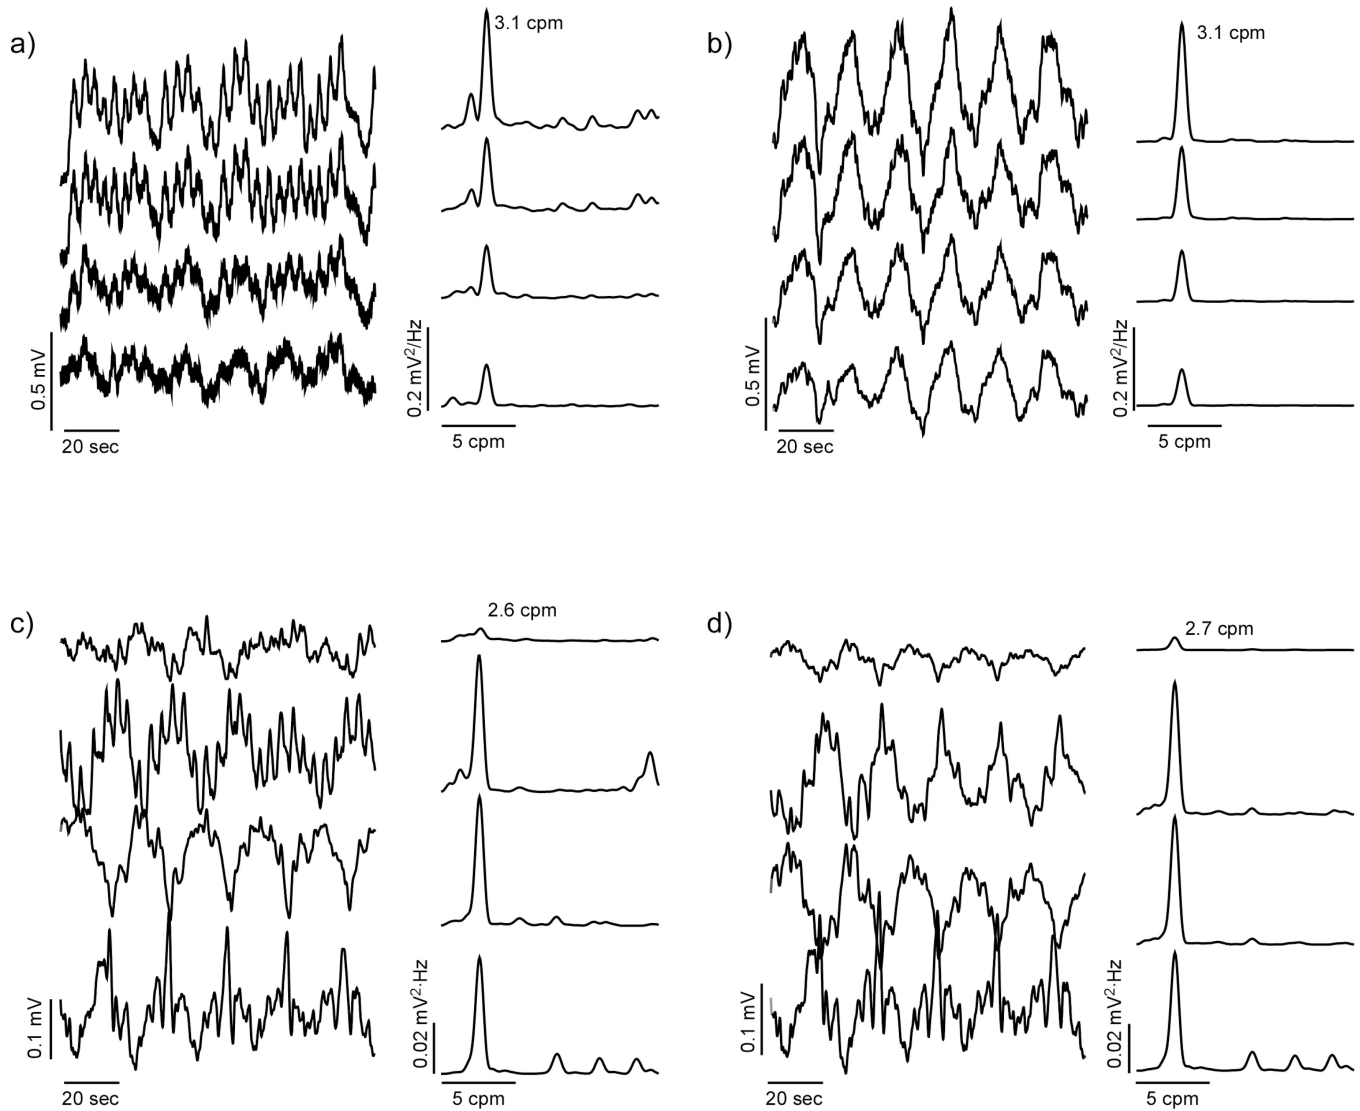 a)
3.1 cpm
0.5 mV
20 sec
0.2 mV²/Hz
5 cpm
b)
3.1 cpm
0.5 mV
20 sec
0.2 mV²/Hz
5 cpm
c)
2.6 cpm
0.1 mV
20 sec
0.02 mV²·Hz
5 cpm
d)
2.7 cpm
0.1 mV
20 sec
0.02 mV²·Hz
5 cpm